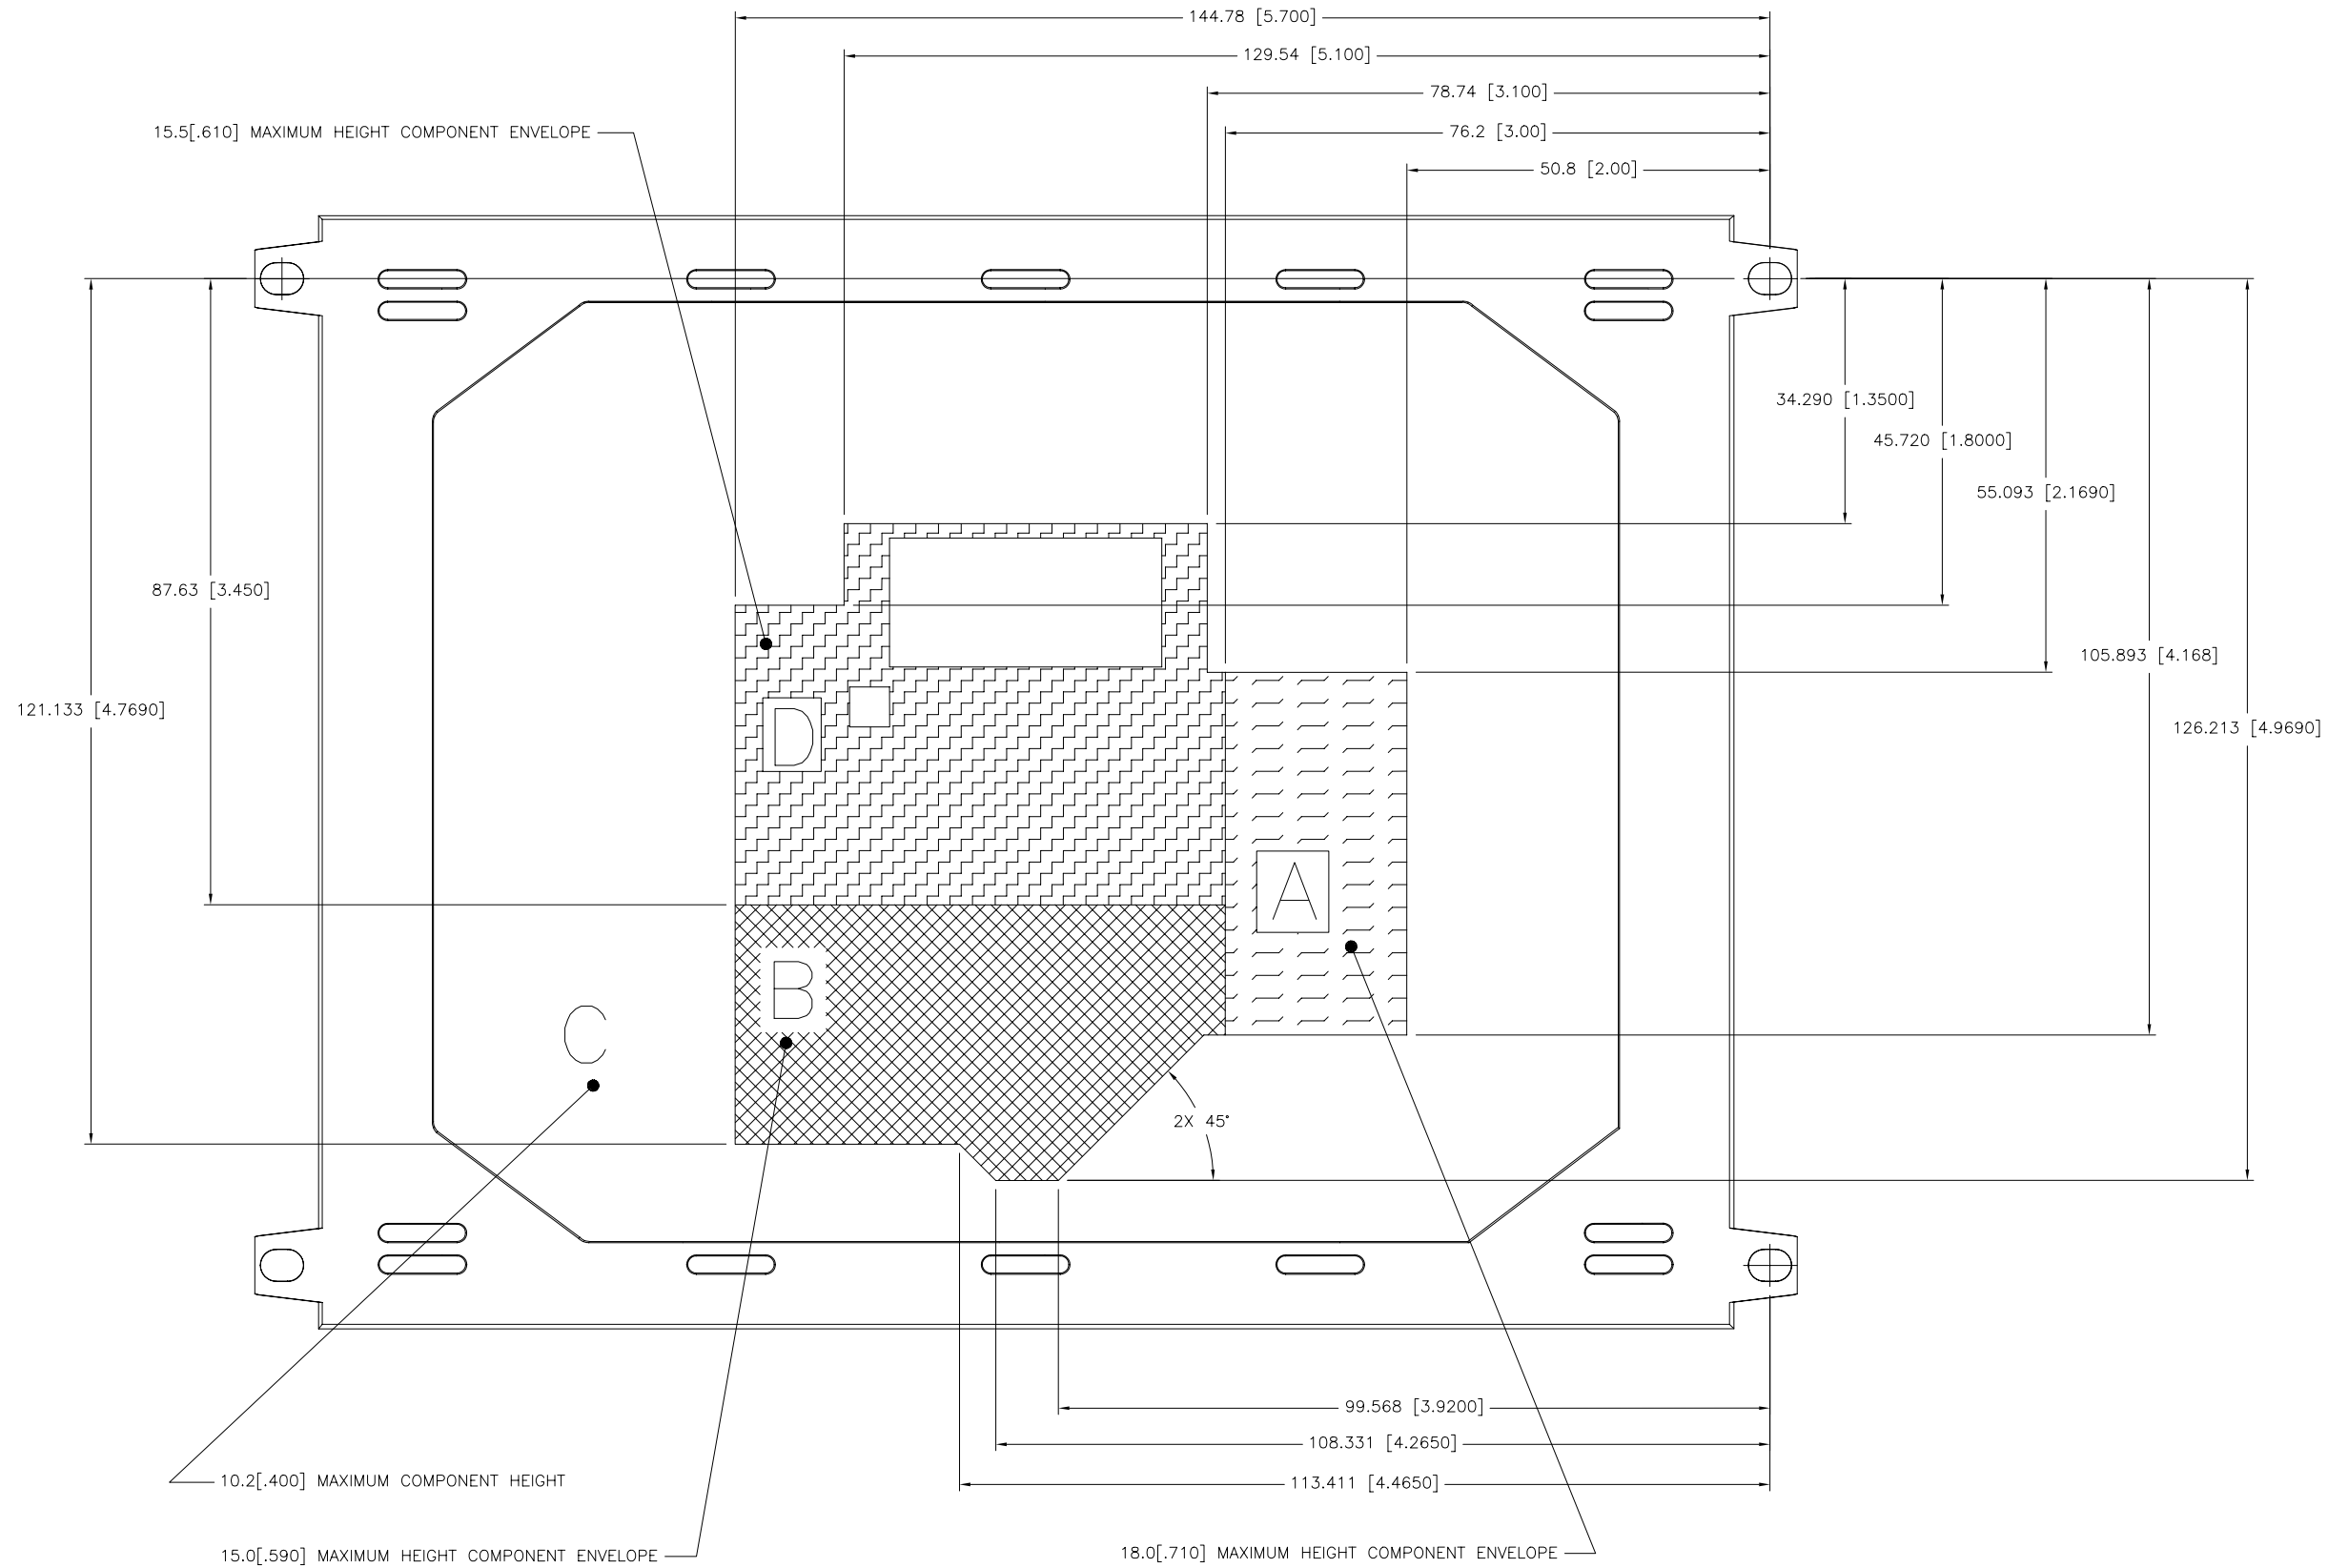 144.78 [5.700]
129.54 [5.100]
78.74 [3.100]
15.5[.610] MAXIMUM HEIGHT COMPONENT ENVELOPE
76.2 [3.00]
50.8 [2.00]
34.290 [1.3500]
45.720 [1.8000]
55.093 [2.1690]
87.63 [3.450]
105.893 [4.168]
121.133 [4.7690]
126.213 [4.9690]
D
A
B
C
2X 45°
99.568 [3.9200]
108.331 [4.2650]
10.2[.400] MAXIMUM COMPONENT HEIGHT
113.411 [4.4650]
15.0[.590] MAXIMUM HEIGHT COMPONENT ENVELOPE
18.0[.710] MAXIMUM HEIGHT COMPONENT ENVELOPE